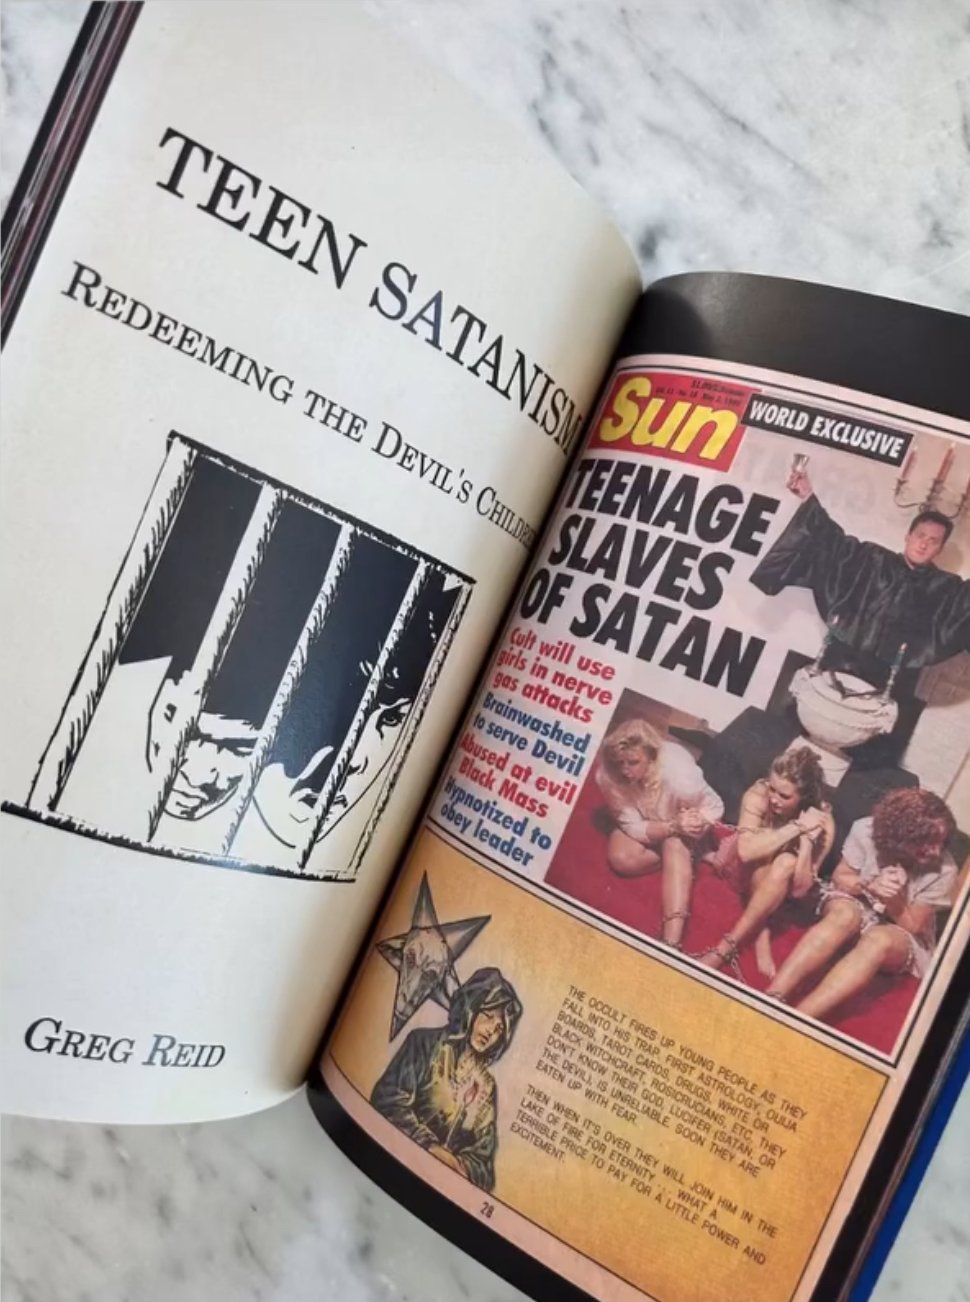 TEEN SATANISM
REDEEMING THE DEVIL'S CHILDRE
GREG REID
Sun
WORLD EXCLUSIVE
TEENAGE
SLAVES
OF SATAN
Cult will use
girls in nerve
gas attacks
Brainwashed
to serve Devil
Abused at evil
Black Mass
Hypnotized to
obey leader
THE OCCULT FIRES UP YOUNG PEOPLE AS THEY
FALL INTO HIS TRAP. FIRST ASTROLOGY, OUIJA
BOARDS, TAROT CARDS, DRUGS, WHITE OR
BLACK WITCHCRAFT, ROSICRUCIANS, ETC. THEY
DON'T KNOW THEIR GOD, LUCIFER (SATAN, OR
THE DEVIL), IS UNRELIABLE. SOON THEY ARE
EATEN UP WITH FEAR.
THEN WHEN IT'S OVER THEY WILL JOIN HIM IN THE
LAKE OF FIRE FOR ETERNITY . . . WHAT A
TERRIBLE PRICE TO PAY FOR A LITTLE POWER AND
EXCITEMENT.
28